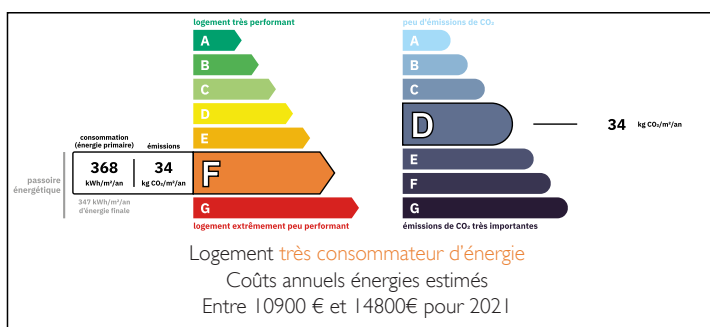 logement très performant
A
B
C
D
E
consommation
(énergie primaire)
émissions
368
kWh/m²/an
34
kg CO₂/m²/an
F
passoire
énergétique
347 kWh/m²/an
d'énergie finale
G
logement extrêmement peu performant
peu d'émissions de CO₂
A
B
C
D
34
kg CO₂/m²/an
E
F
G
émissions de CO₂ très importantes
Logement très consommateur d'énergie
Coûts annuels énergies estimés
Entre 10900 € et 14800€ pour 2021